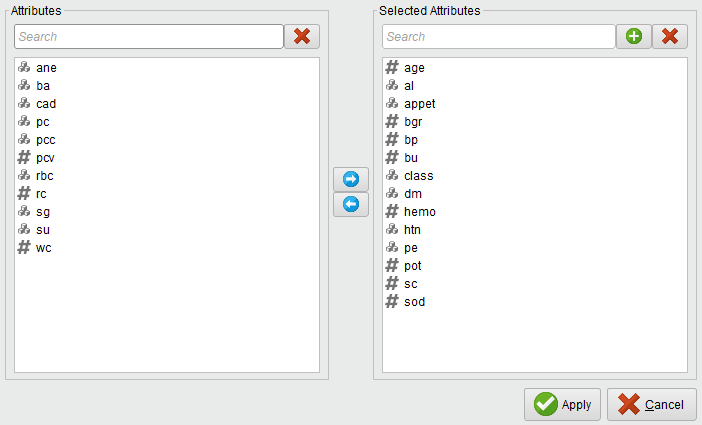 Attributes
Search
ane
ba
cad
pc
pcc
pcv
rbc
rc
sg
su
wc
Selected Attributes
Search
age
al
appet
bgr
bp
bu
class
dm
hemo
htn
pe
pot
sc
sod
Apply
Cancel